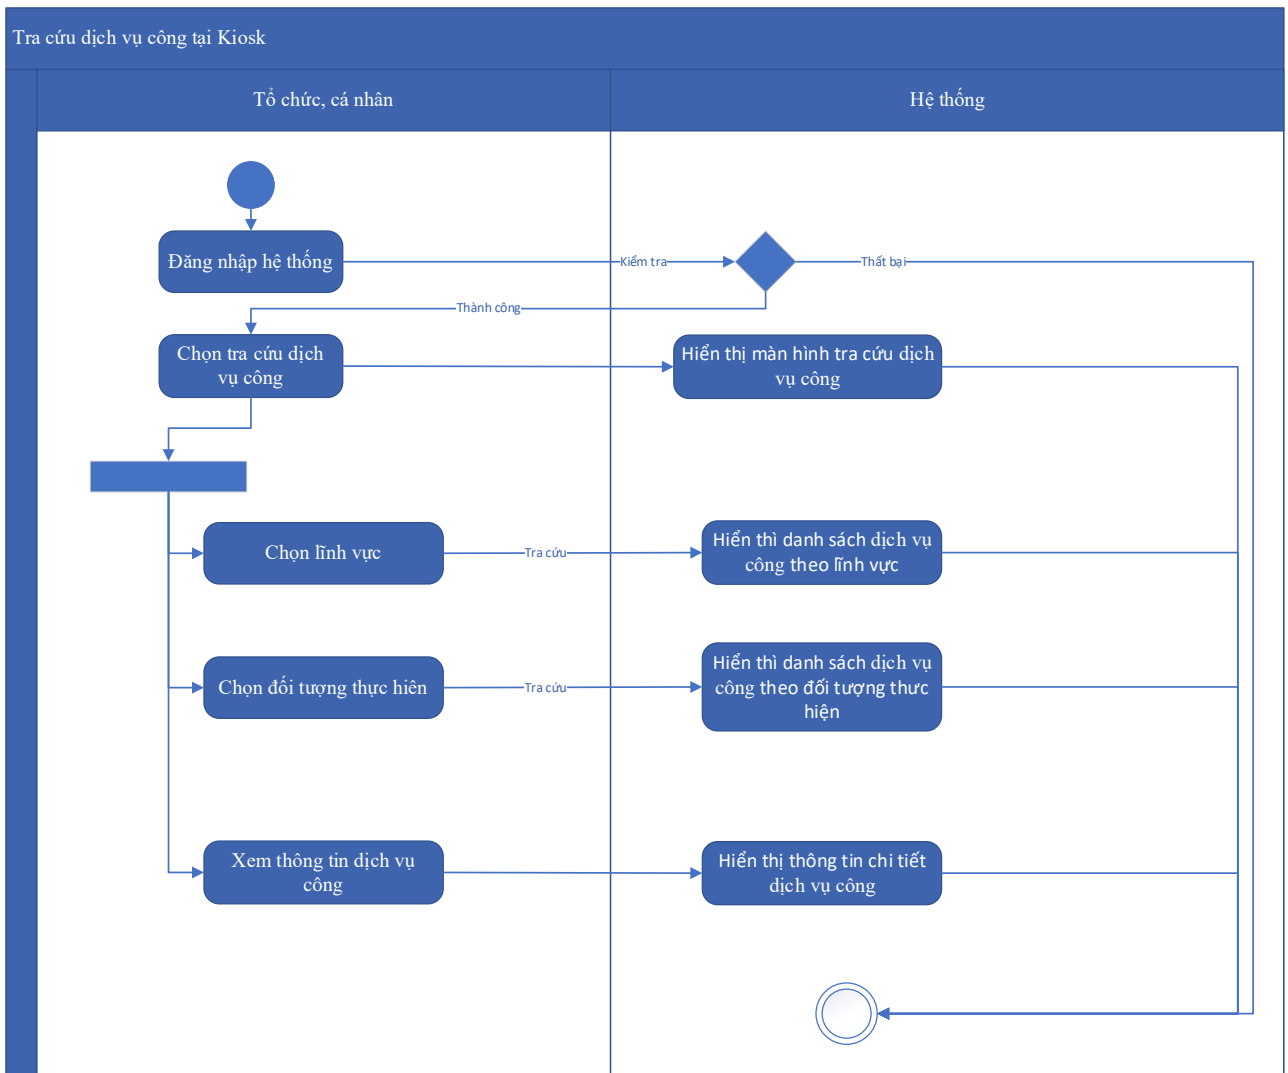 Tra cứu dịch vụ công tại Kiosk
Tổ chức, cá nhân
Hệ thống
Đăng nhập hệ thống
Kiểm tra
Thất bại
Thành công
Chọn tra cứu dịch
vụ công
Hiển thị màn hình tra cứu dịch
vụ công
Chọn lĩnh vực
Tra cứu
Hiển thì danh sách dịch vụ
công theo lĩnh vực
Chọn đối tượng thực hiên
Tra cứu
Hiển thì danh sách dịch vụ
công theo đối tượng thưc
hiện
Xem thông tin dịch vụ
công
Hiển thị thông tin chi tiết
dịch vụ công